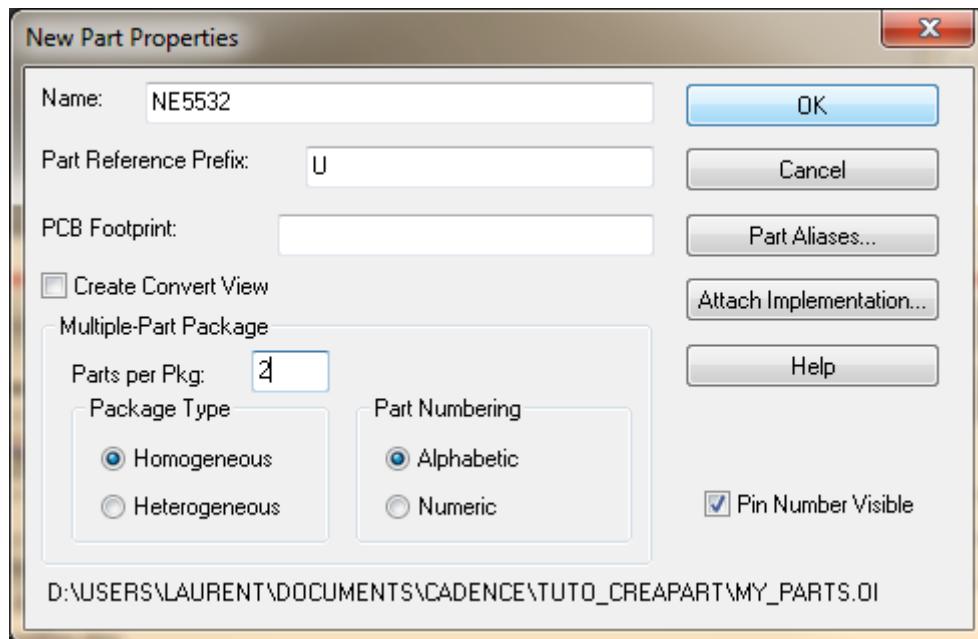 New Part Properties
Name: NE5532
OK
Part Reference Prefix: U
Cancel
PCB Footprint:
Part Aliases...
Create Convert View
Attach Implementation...
Multiple-Part Package
Parts per Pkg: 2
Help
Package Type
Part Numbering
Homogeneous
Alphabetic
Heterogeneous
Numeric
Pin Number Visible
D:\USERS\LAURENT\DOCUMENTS\CADENCE\TUTO_CREAPART\MY_PARTS.Ol